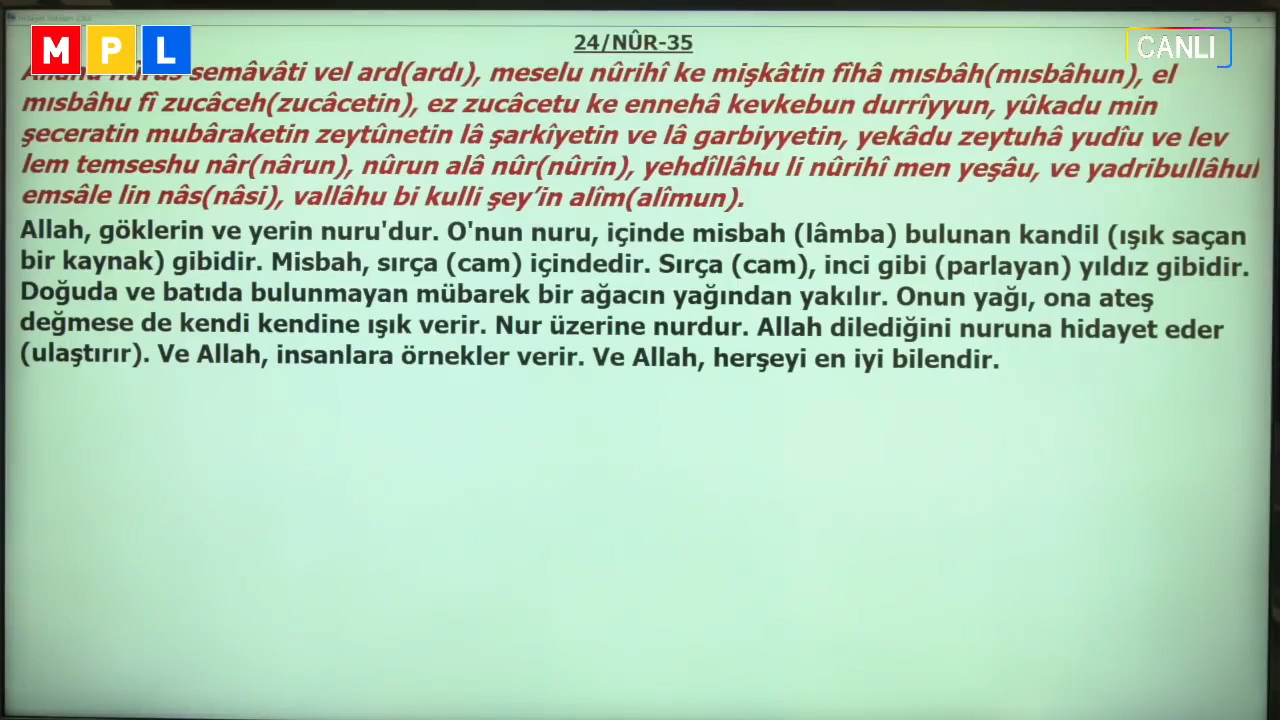 24/NÛR-35
MPL
CANLI
semâvâti vel ard(ardı), meselu nûrihî ke mişkâtin fîhâ mısbâh(mısbâhun), el
mısbâhu fî zucâceh(zucâcetin), ez zucâcetu ke ennehâ kevkebun durrîyyun, yûkadu min
şeceratin mubâraketin zeytûnetin lâ şarkîyetin ve lâ garbiyyetin, yekâdu zeytuhâ yudîu ve lev
lem temseshu nâr(nârun), nûrun alâ nûr(nûrin), yehdîllâhu li nûrihî men yeşâu, ve yadribullâhul
emsâle lin nâs(nâsi), vallâhu bi kulli şey’in alîm(alîmun).
Allah, göklerin ve yerin nuru'dur. O'nun nuru, içinde misbah (lâmba) bulunan kandil (ışık saçan
bir kaynak) gibidir. Misbah, sırça (cam) içindedir. Sırça (cam), inci gibi (parlayan) yıldız gibidir.
Doğuda ve batıda bulunmayan mübarek bir ağacın yağından yakılır. Onun yağı, ona ateş
değmese de kendi kendine ışık verir. Nur üzerine nurdur. Allah dilediğini nuruna hidayet eder
(ulaştırır). Ve Allah, insanlara örnekler verir. Ve Allah, herşeyi en iyi bilendir.